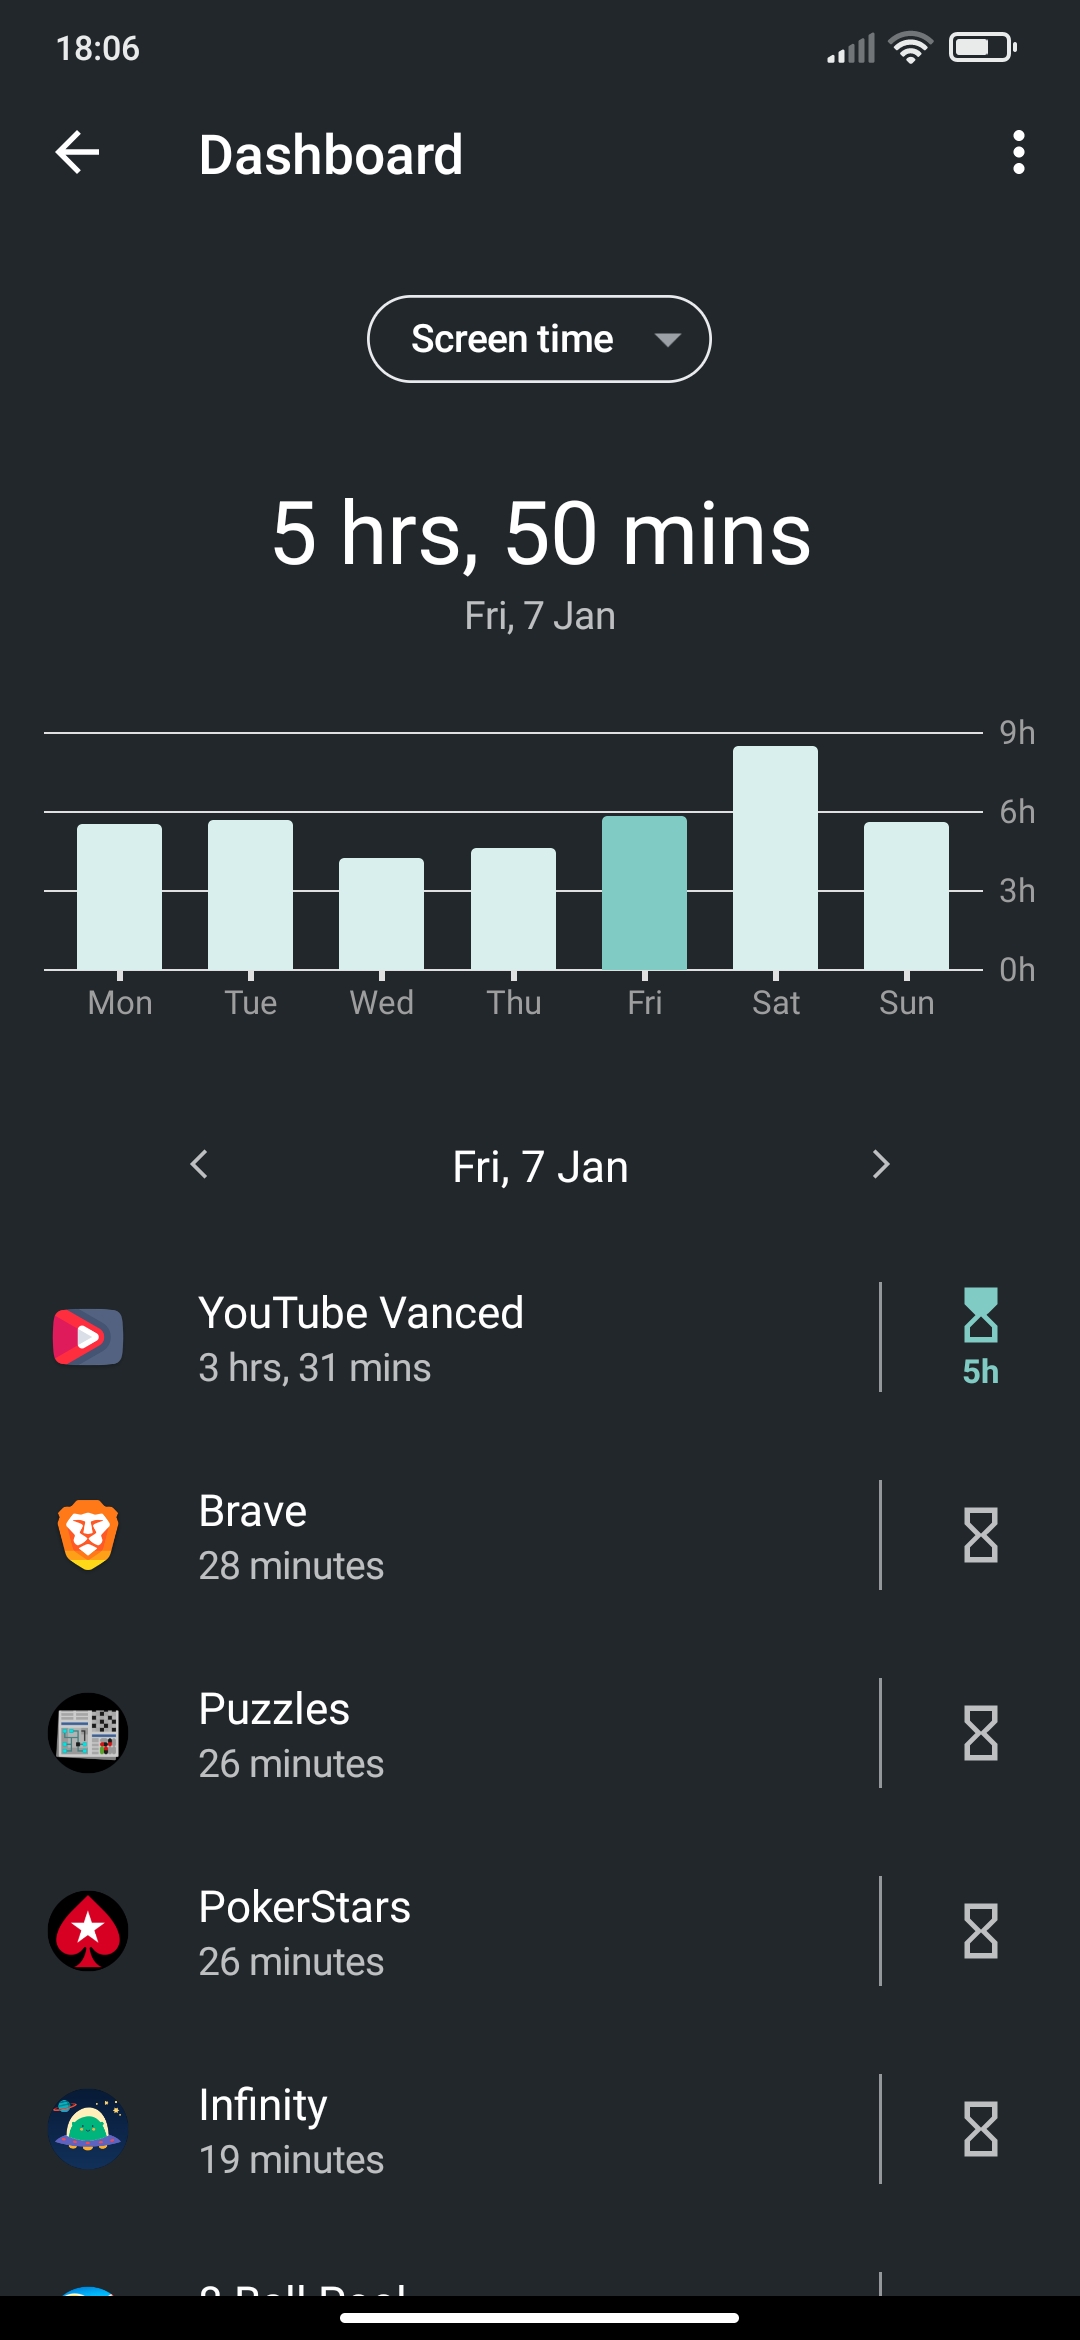 18:06
Dashboard
Screen time
5 hrs, 50 mins
Fri, 7 Jan
9h
6h
3h
0h
Mon Tue Wed Thu Fri Sat Sun
Fri, 7 Jan
YouTube Vanced
3 hrs, 31 mins
5h
Brave
28 minutes
Puzzles
26 minutes
PokerStars
26 minutes
Infinity
19 minutes